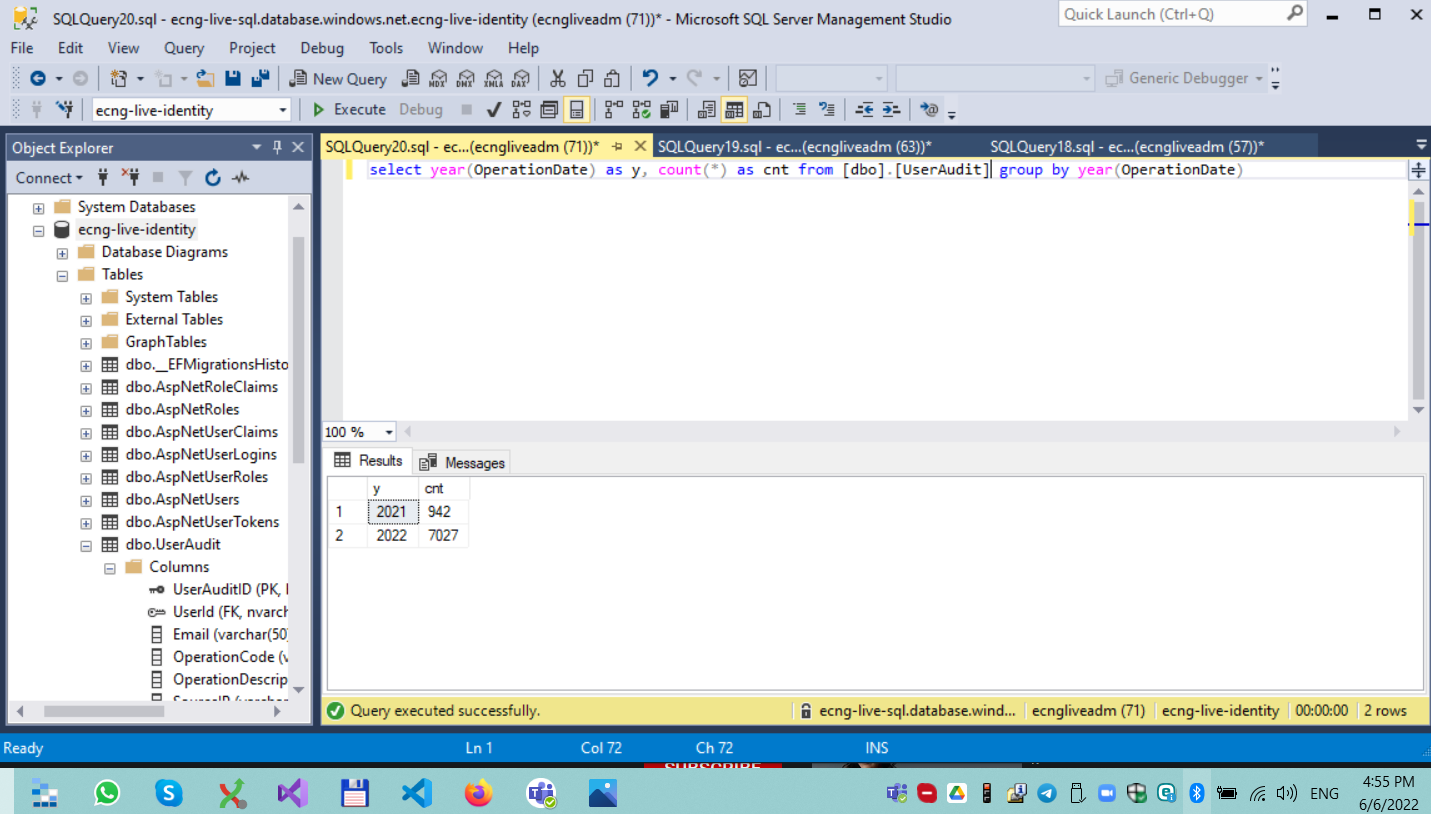 SQLQuery20.sql - ecng-live-sql.database.windows.net.ecng-live-identity (ecngliveadm (71))* - Microsoft SQL Server Management Studio
Quick Launch (Ctrl+Q)
File Edit View Query Project Debug Tools Window Help
New Query MDX DMX XMLA DAX Generic Debugger
ecng-live-identity Execute Debug
Object Explorer
SQLQuery20.sql - ec...(ecngliveadm (71))* SQLQuery19.sql - ec...(ecngliveadm (63))* SQLQuery18.sql - ec...(ecngliveadm (57))*
Connect
select year(OperationDate) as y, count(*) as cnt from [dbo].[UserAudit] group by year(OperationDate)
System Databases
ecng-live-identity
Database Diagrams
Tables
System Tables
External Tables
GraphTables
dbo.__EFMigrationsHisto
dbo.AspNetRoleClaims
dbo.AspNetRoles
dbo.AspNetUserClaims
dbo.AspNetUserLogins
dbo.AspNetUserRoles
dbo.AspNetUsers
dbo.AspNetUserTokens
dbo.UserAudit
Columns
UserAuditID (PK,
UserId (FK, nvarch
Email (varchar(50)
OperationCode (v
OperationDescrip
100 %
Results Messages
y cnt
1 2021 942
2 2022 7027
Query executed successfully. ecng-live-sql.database.wind... ecngliveadm (71) ecng-live-identity 00:00:00 2 rows
Ready Ln 1 Col 72 Ch 72 INS
SUBSCRIBE
ENG
4:55 PM
6/6/2022